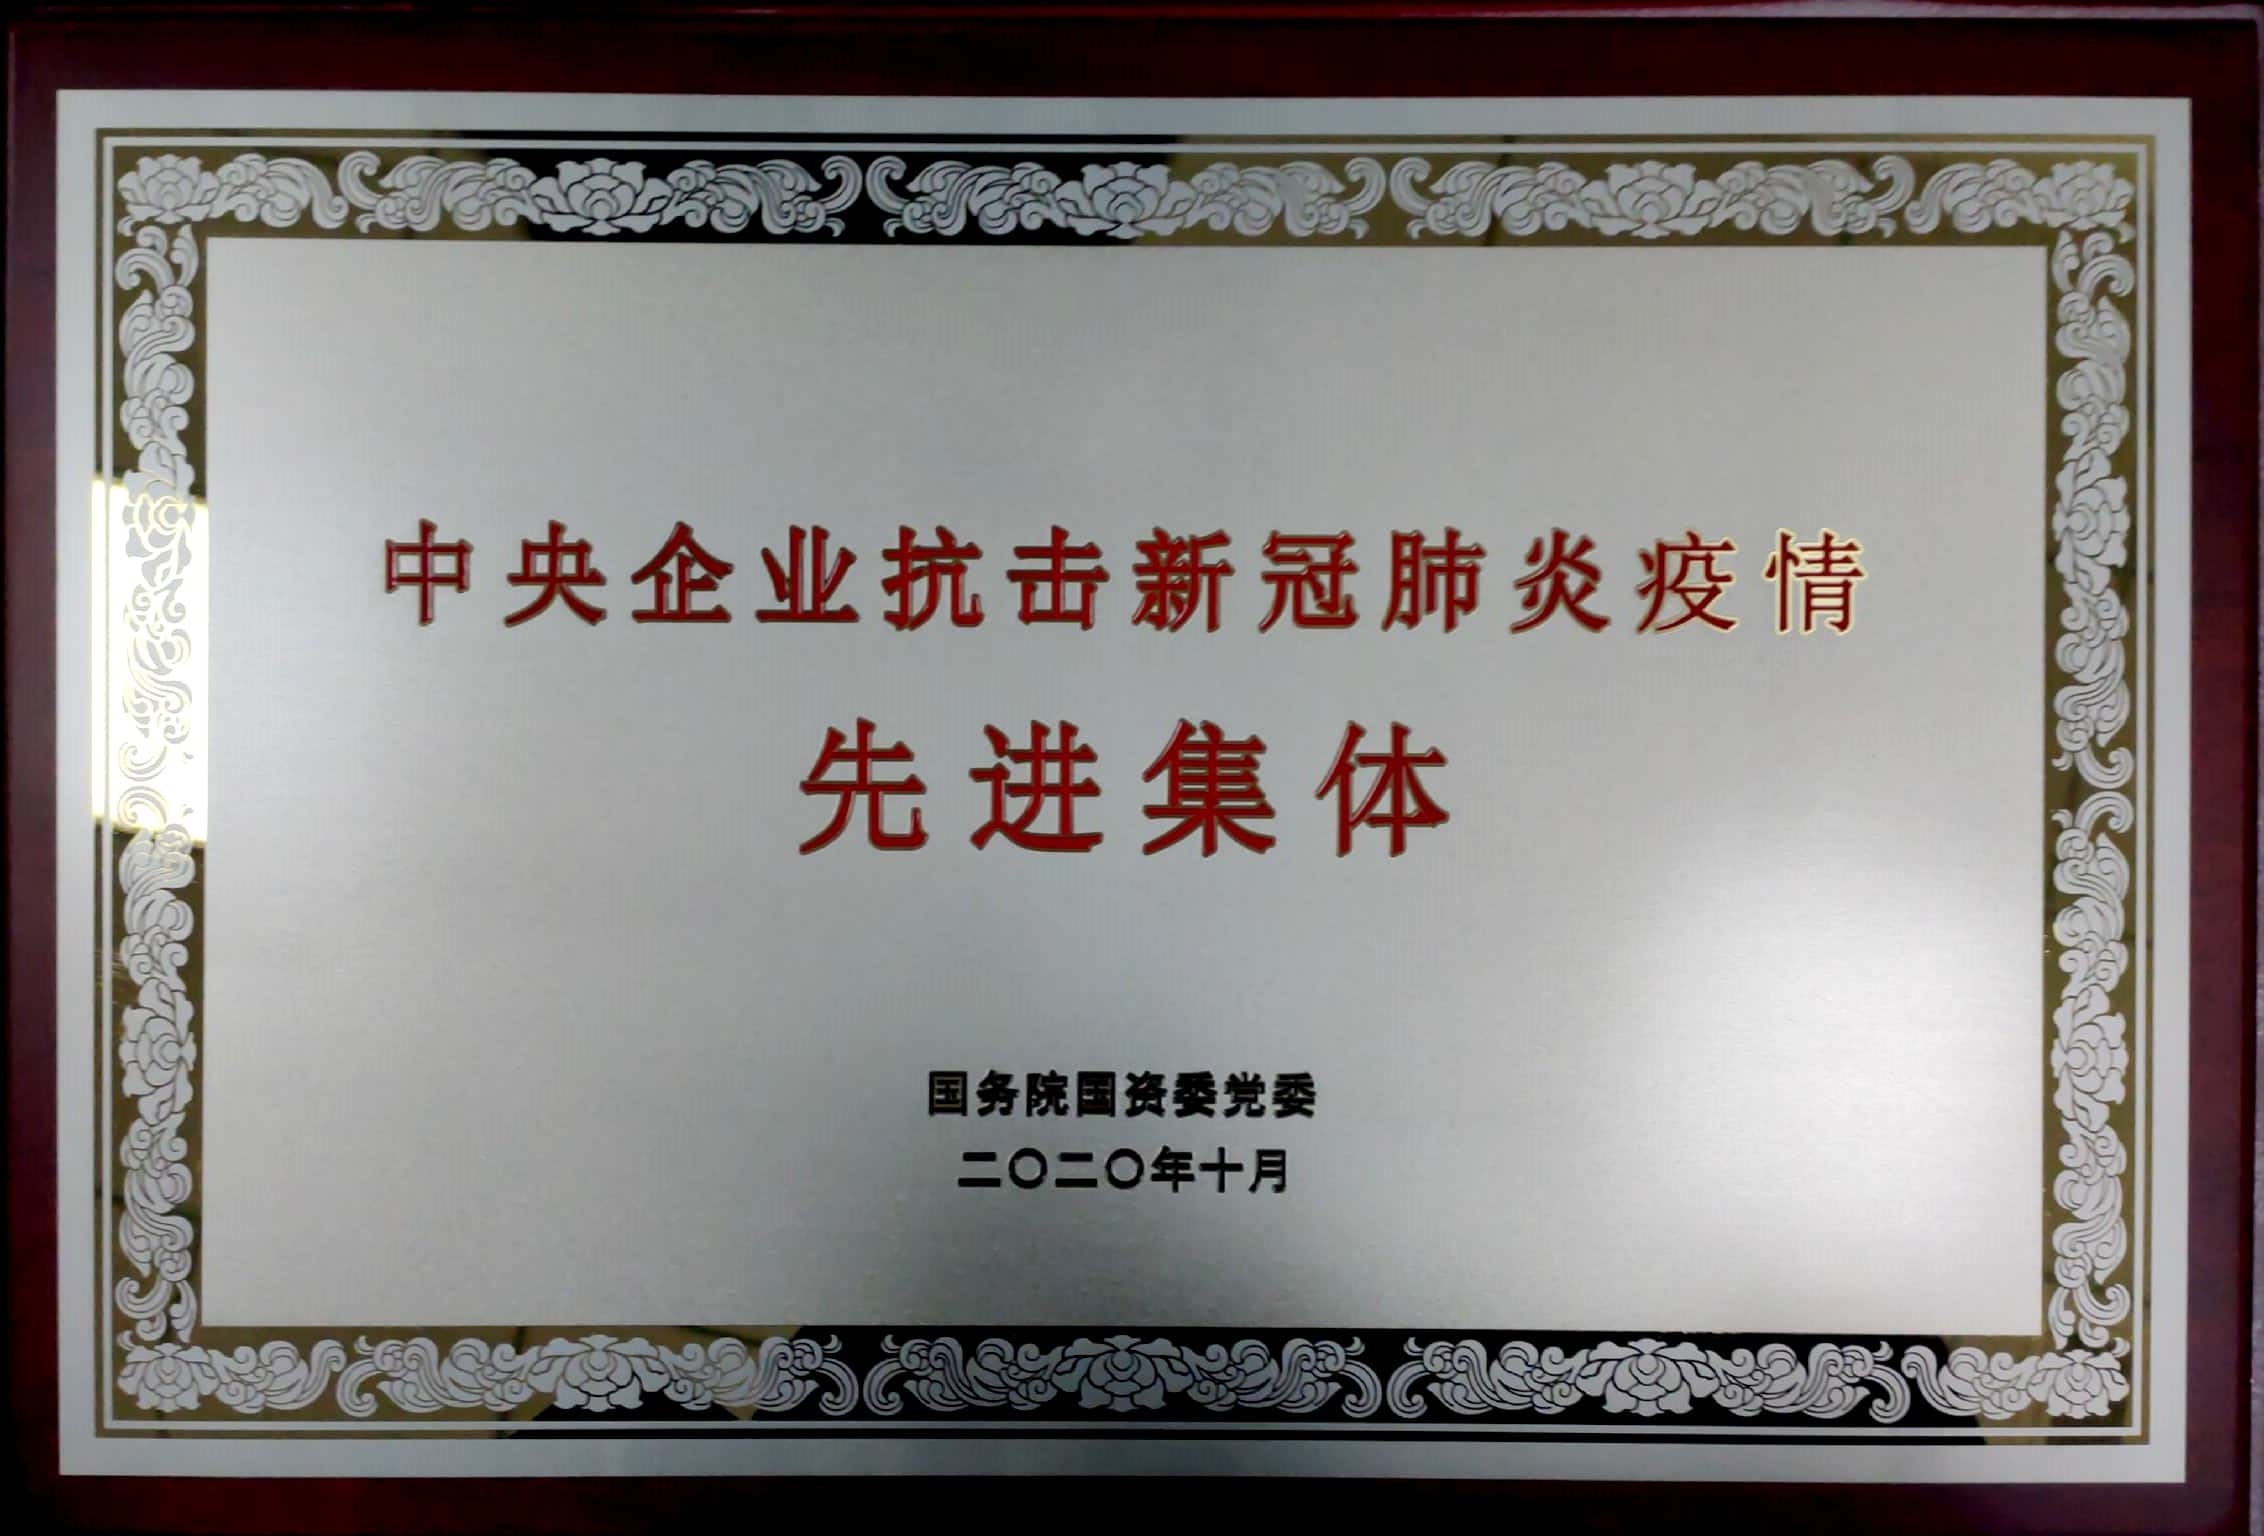 中央企业抗击新冠肺炎疫情
先进集体
国务院国资委党委
二〇二〇年十月